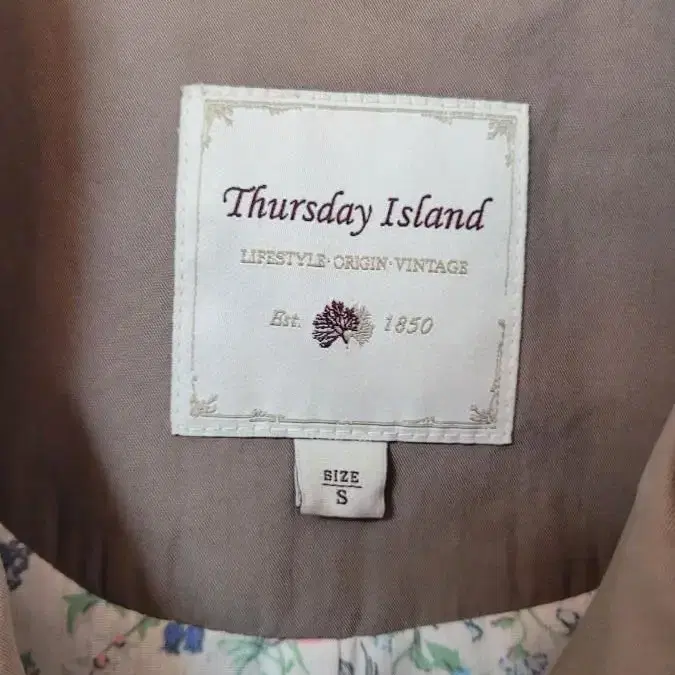 Thursday Island
LIFESTYLE·ORIGIN·VINTAGE
Est. 1850
SIZE
S